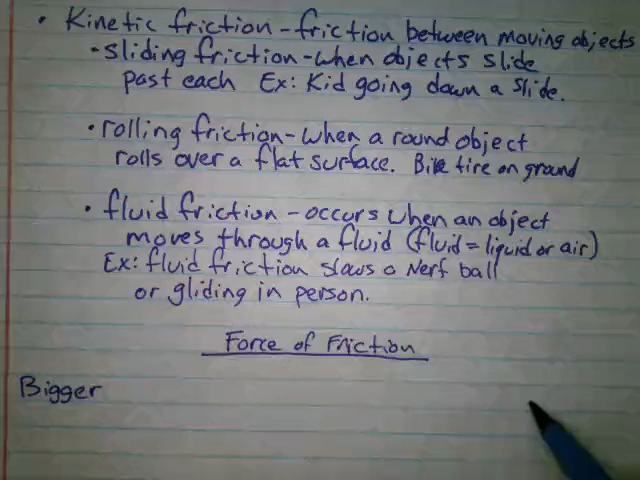 • Kinetic friction - friction between moving objects
• sliding friction - when objects slide
past each Ex: Kid going down a slide.
• rolling friction - when a round object
rolls over a flat surface. Bike tire on ground
• fluid friction - occurs when an object
moves through a fluid (fluid = liquid or air)
Ex: fluid friction slows a Nerf ball
or gliding in person.
Force of Friction
Bigger